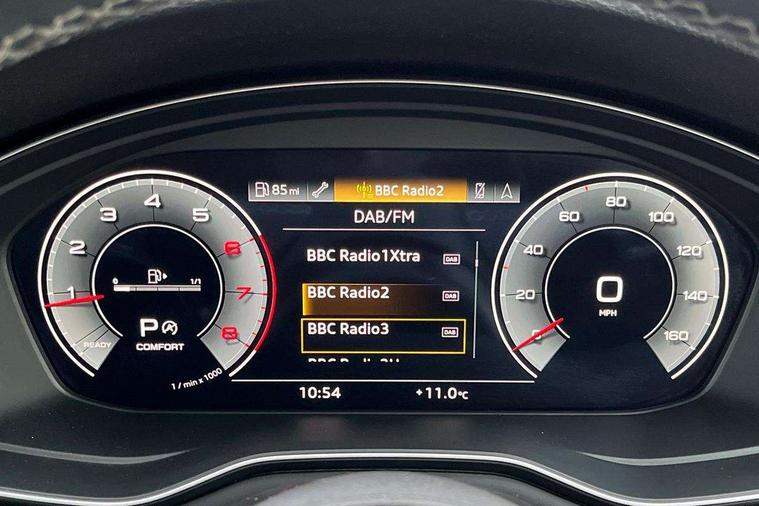 85 mi
BBC Radio2
DAB/FM
BBC Radio1Xtra DAB
BBC Radio2 DAB
BBC Radio3 DAB
10:54 +11.0°C
READY 1 2 3 4 5 6 7 8
0 1/1
P
COMFORT
1 / min x 1000
0 20 40 60 80 100 120 140 160
0
MPH